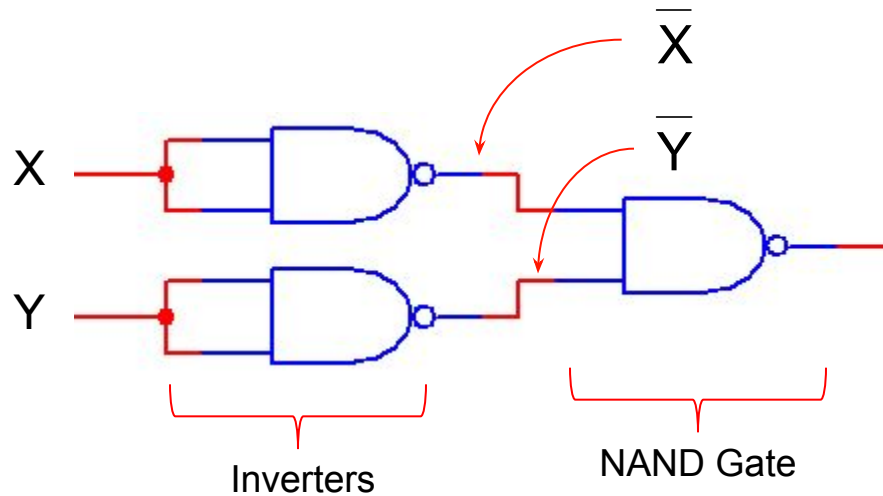 X̅
Y̅
X
Y
Inverters
NAND Gate